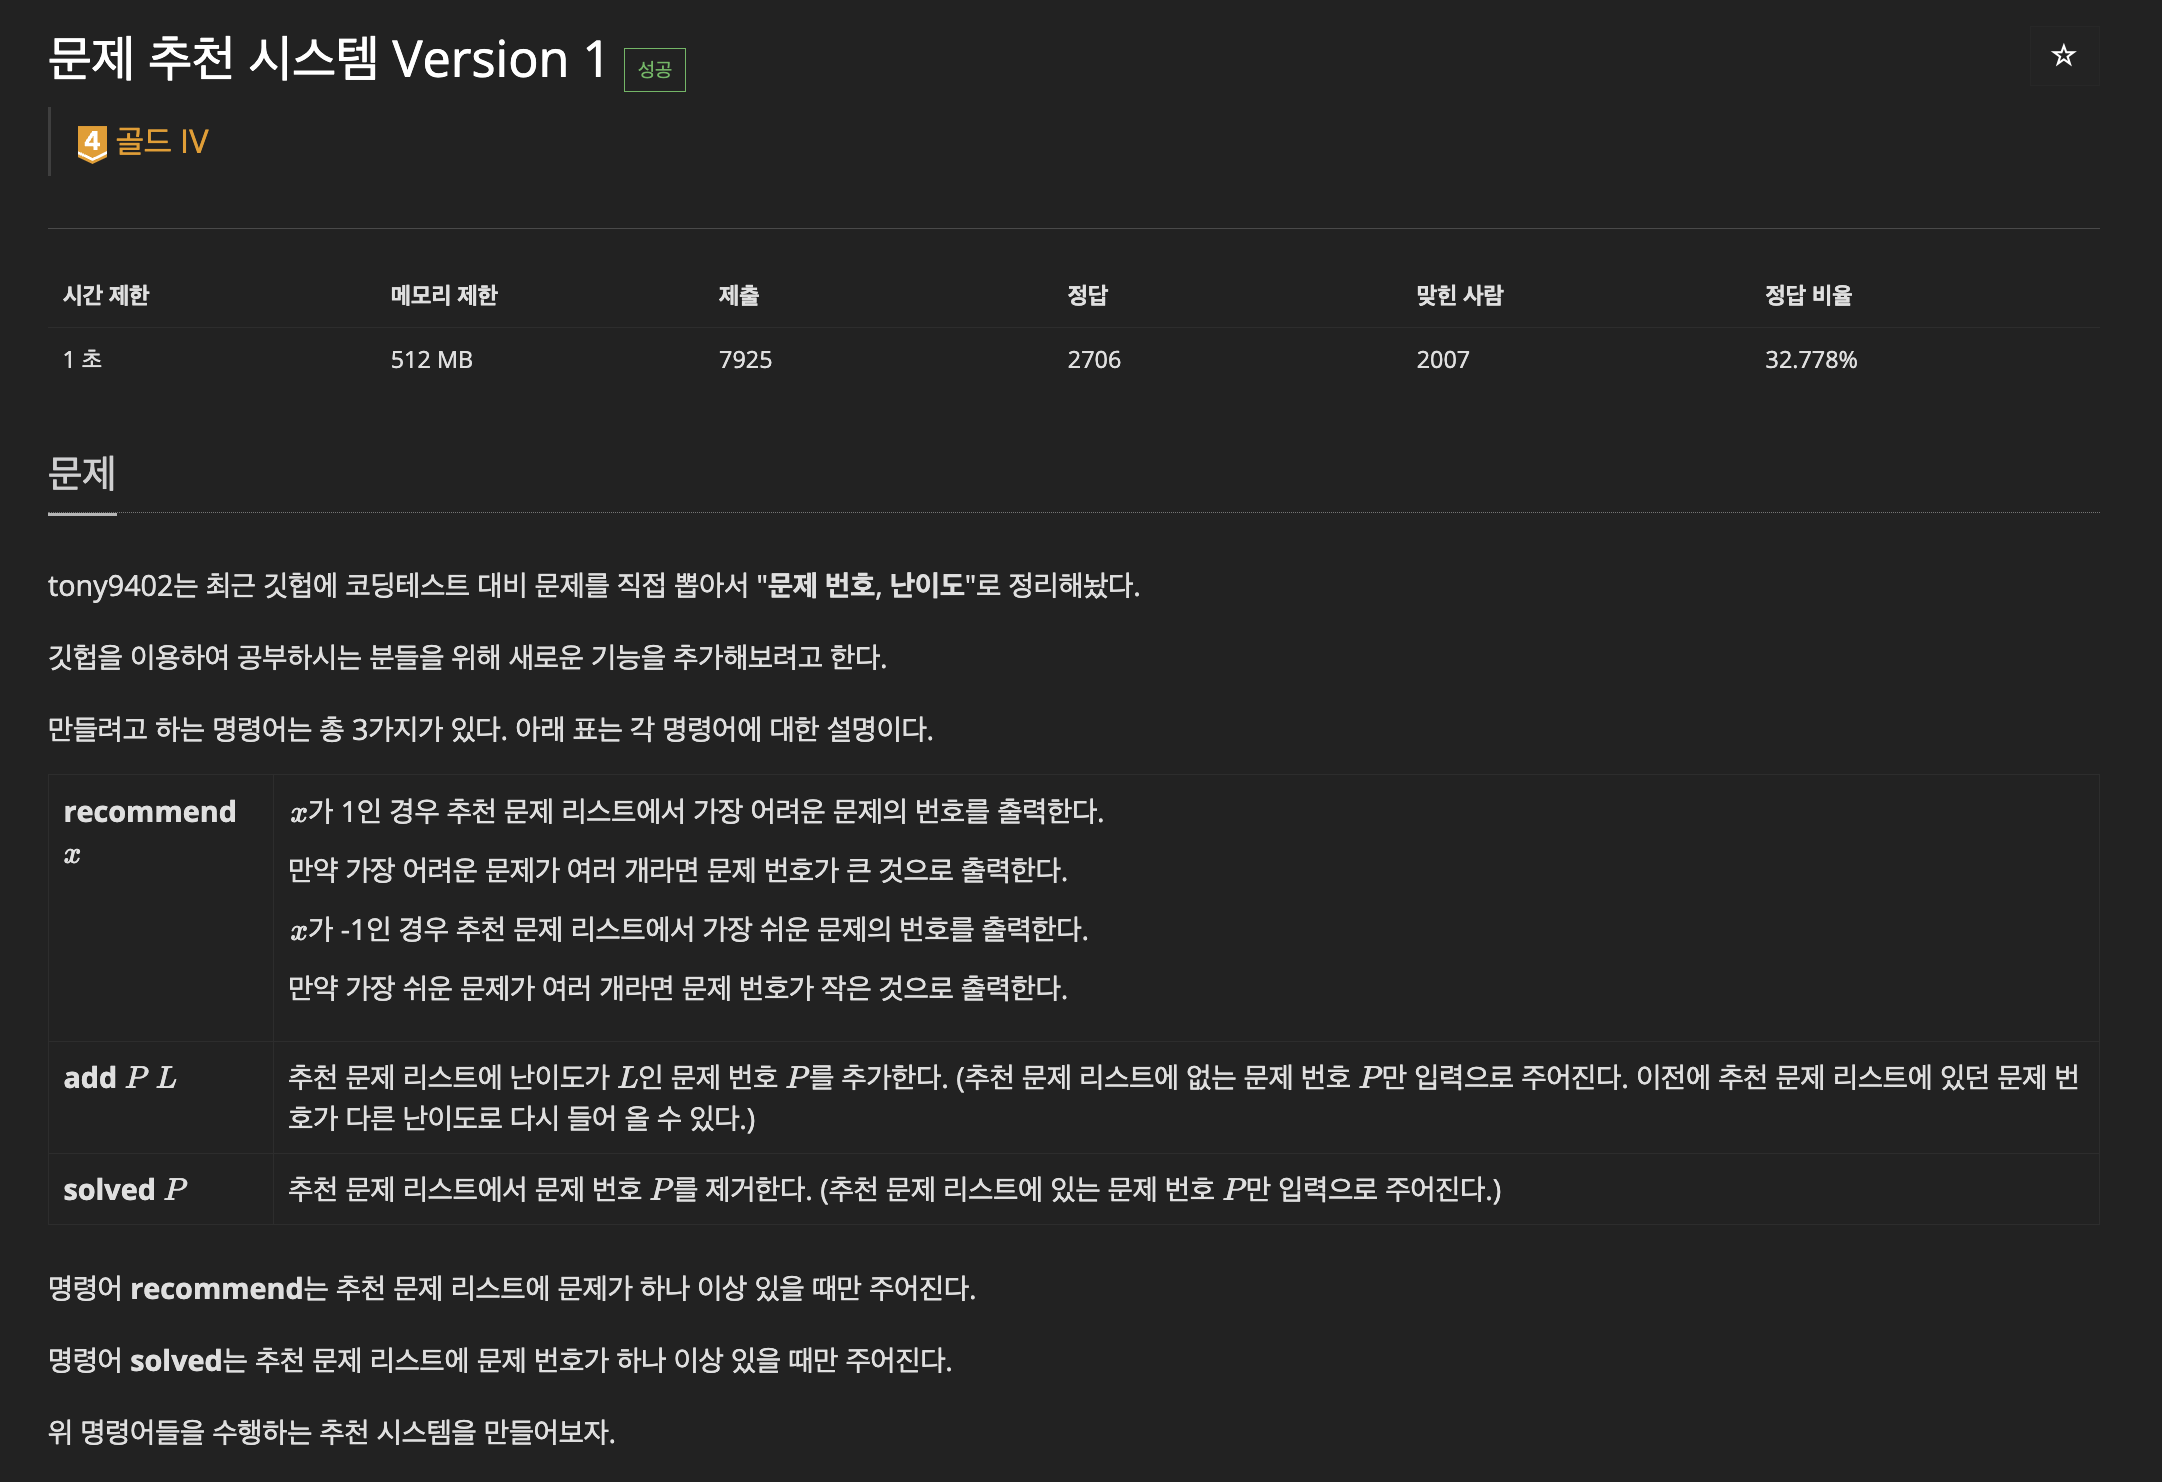 문제 추천 시스템 Version 1 성공
4 골드 IV
시간 제한 메모리 제한 제출 정답 맞힌 사람 정답 비율
1 초 512 MB 7925 2706 2007 32.778%
문제
tony9402는 최근 깃헙에 코딩테스트 대비 문제를 직접 뽑아서 "문제 번호, 난이도"로 정리해놨다.
깃헙을 이용하여 공부하시는 분들을 위해 새로운 기능을 추가해보려고 한다.
만들려고 하는 명령어는 총 3가지가 있다. 아래 표는 각 명령어에 대한 설명이다.
recommend
x
x가 1인 경우 추천 문제 리스트에서 가장 어려운 문제의 번호를 출력한다.
만약 가장 어려운 문제가 여러 개라면 문제 번호가 큰 것으로 출력한다.
x가 -1인 경우 추천 문제 리스트에서 가장 쉬운 문제의 번호를 출력한다.
만약 가장 쉬운 문제가 여러 개라면 문제 번호가 작은 것으로 출력한다.
add P L
추천 문제 리스트에 난이도가 L인 문제 번호 P를 추가한다. (추천 문제 리스트에 없는 문제 번호 P만 입력으로 주어진다. 이전에 추천 문제 리스트에 있던 문제 번
호가 다른 난이도로 다시 들어 올 수 있다.)
solved P
추천 문제 리스트에서 문제 번호 P를 제거한다. (추천 문제 리스트에 있는 문제 번호 P만 입력으로 주어진다.)
명령어 recommend는 추천 문제 리스트에 문제가 하나 이상 있을 때만 주어진다.
명령어 solved는 추천 문제 리스트에 문제 번호가 하나 이상 있을 때만 주어진다.
위 명령어들을 수행하는 추천 시스템을 만들어보자.